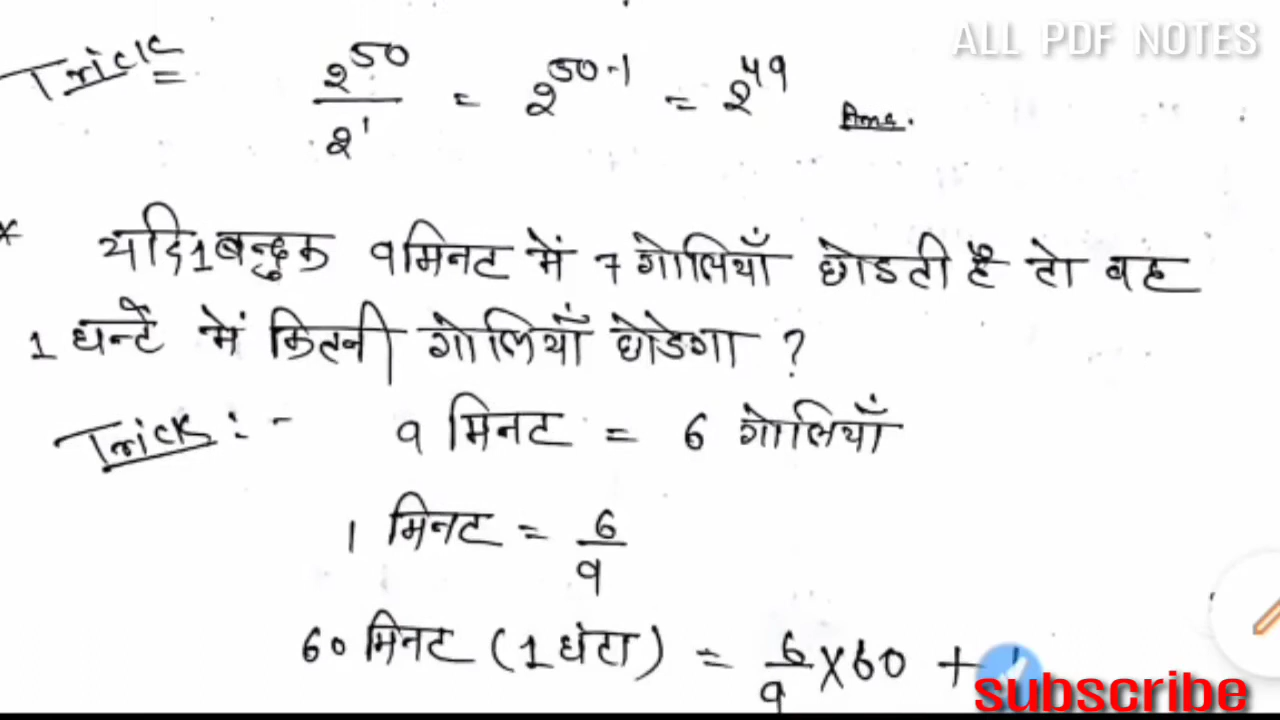 ALL PDF NOTES
Trick = 2^50 / 2^1 = 2^50-1 = 2^49 Ans.
* यदि 1 बन्दुक 9 मिनट में 7 गोलियाँ छोडती है तो वह
1 घन्टे में कितनी गोलियाँ छोडेगा ?
Trick :- 9 मिनट = 6 गोलियाँ
1 मिनट = 6/9
60 मिनट (1 घंटा) = 6/9 × 60 +
subscribe